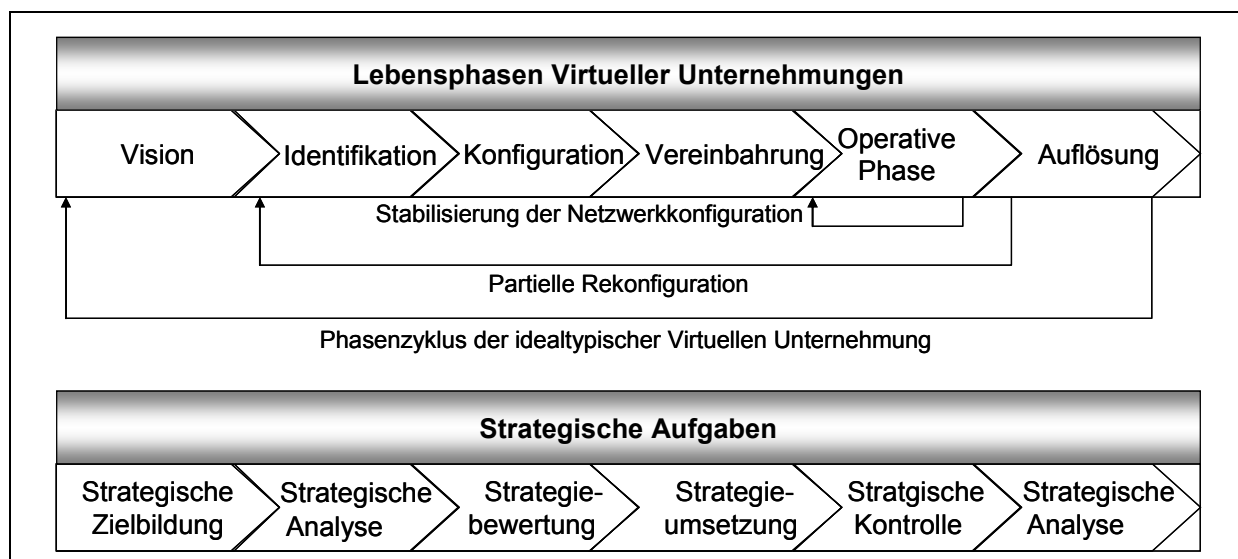 Lebensphasen Virtueller Unternehmungen
Vision
Identifikation
Konfiguration
Vereinbahrung
Operative
Phase
Auflösung
Stabilisierung der Netzwerkkonfiguration
Partielle Rekonfiguration
Phasenzyklus der idealtypischer Virtuellen Unternehmung
Strategische Aufgaben
Strategische
Zielbildung
Strategische
Analyse
Strategie-
bewertung
Strategie-
umsetzung
Stratgische
Kontrolle
Strategische
Analyse